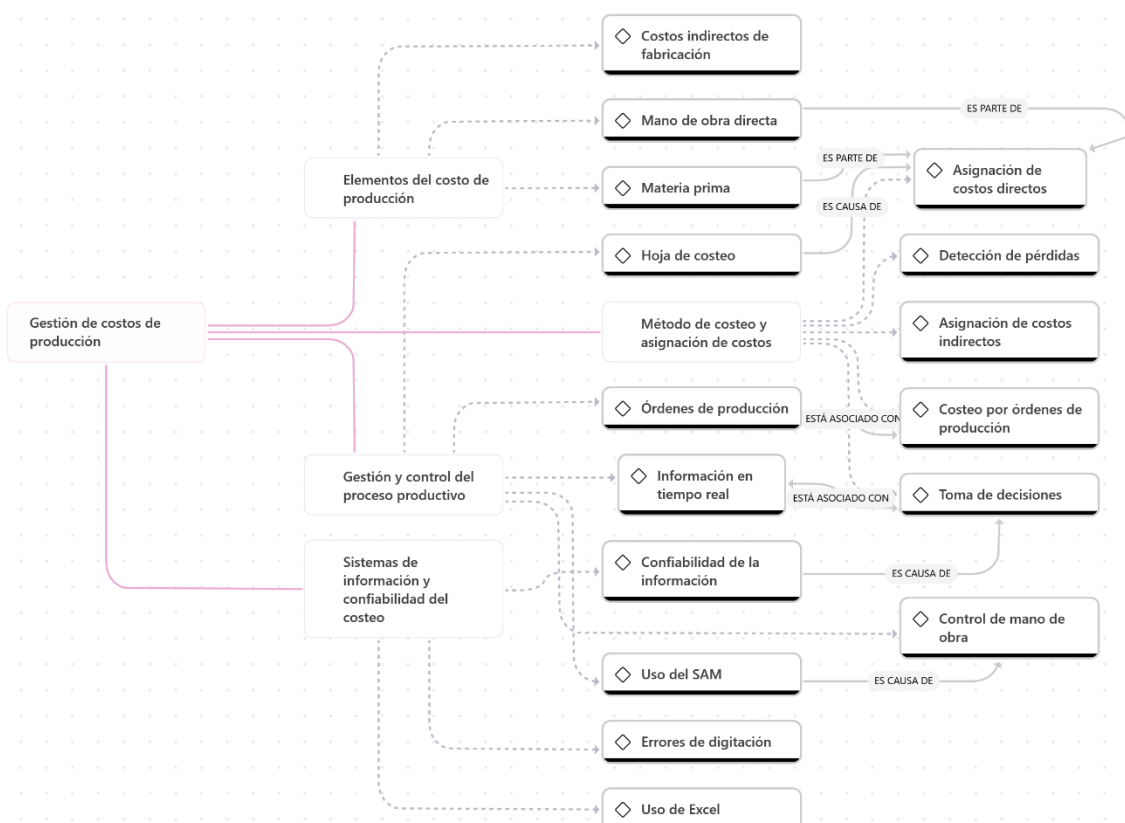 Costos indirectos de
fabricación
Mano de obra directa
ES PARTE DE
Elementos del costo de
producción
Materia prima
ES PARTE DE
Asignación de
costos directos
ES CAUSA DE
Hoja de costeo
Detección de pérdidas
Gestión de costos de
producción
Método de costeo y
asignación de costos
Asignación de costos
indirectos
Órdenes de producción
ESTÁ ASOCIADO CON
Costeo por órdenes de
producción
Gestión y control del
proceso productivo
Información en
tiempo real
ESTÁ ASOCIADO CON
Toma de decisiones
Sistemas de
información y
confiabilidad del
costeo
Confiabilidad de la
información
ES CAUSA DE
Control de mano de
obra
Uso del SAM
ES CAUSA DE
Errores de digitación
Uso de Excel